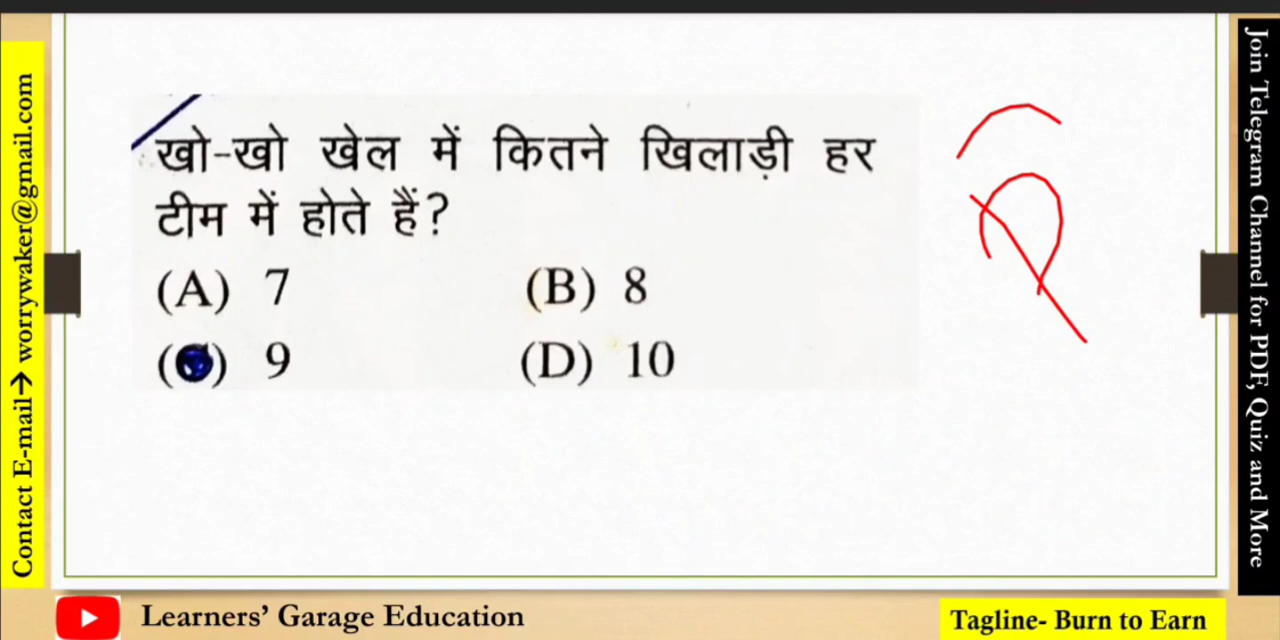 Contact E-mail→ worrywaker@gmail.com
खो-खो खेल में कितने खिलाड़ी हर
टीम में होते हैं?
(A) 7 (B) 8
( ) 9 (D) 10
Join Telegram Channel for PDF, Quiz and More
Learners’ Garage Education
Tagline- Burn to Earn